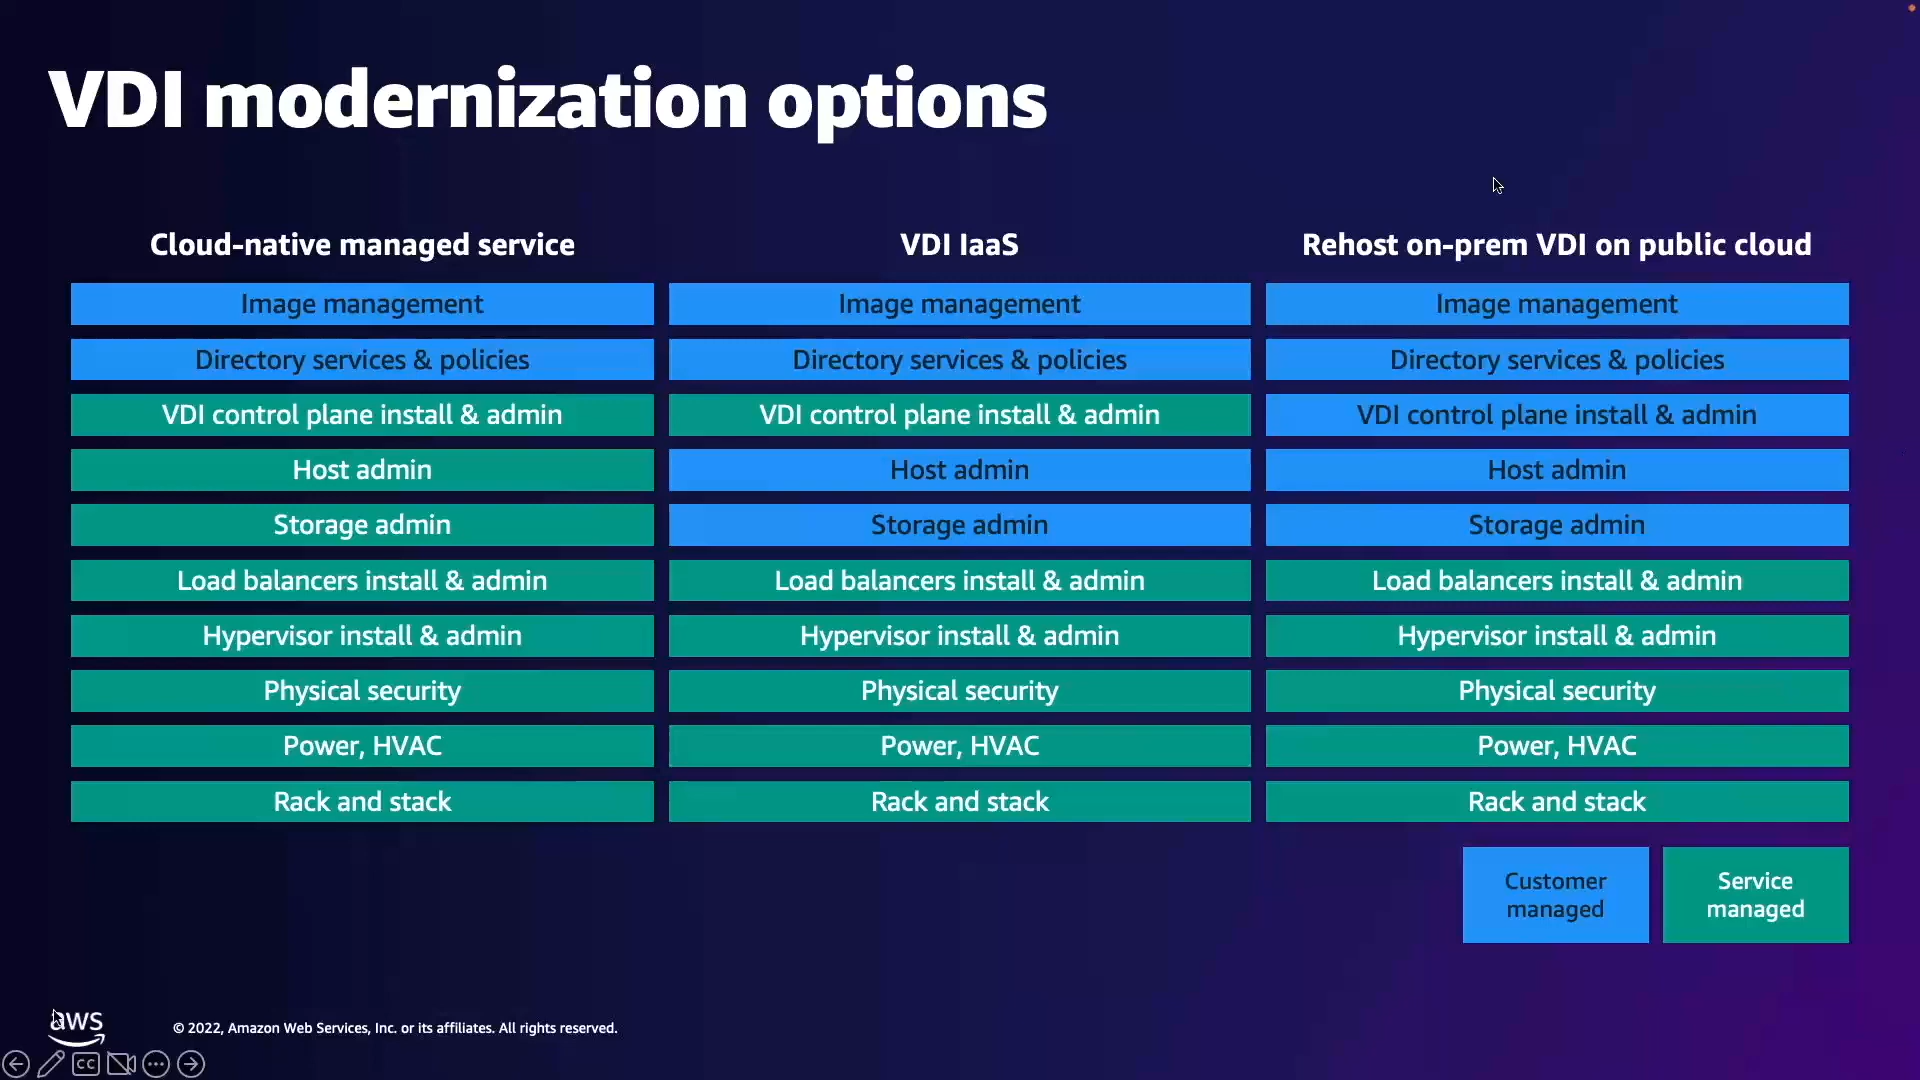 VDI modernization options
Cloud-native managed service
Image management
Directory services & policies
VDI control plane install & admin
Host admin
Storage admin
Load balancers install & admin
Hypervisor install & admin
Physical security
Power, HVAC
Rack and stack
VDI IaaS
Image management
Directory services & policies
VDI control plane install & admin
Host admin
Storage admin
Load balancers install & admin
Hypervisor install & admin
Physical security
Power, HVAC
Rack and stack
Rehost on-prem VDI on public cloud
Image management
Directory services & policies
VDI control plane install & admin
Host admin
Storage admin
Load balancers install & admin
Hypervisor install & admin
Physical security
Power, HVAC
Rack and stack
Customer
managed
Service
managed
aws
© 2022, Amazon Web Services, Inc. or its affiliates. All rights reserved.
CC